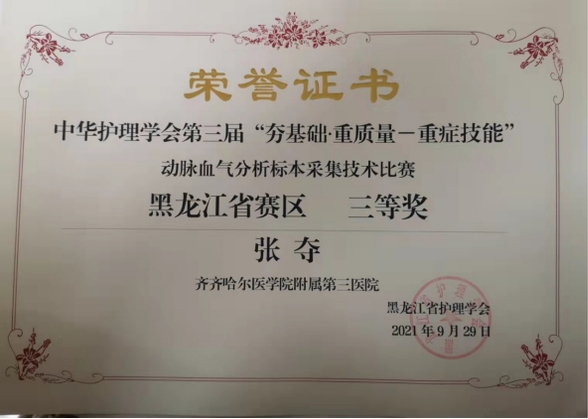 荣誉证书
中华护理学会第三届“夯基础·重质量－重症技能”
动脉血气分析标本采集技术比赛
黑龙江省赛区 三等奖
张夺
齐齐哈尔医学院附属第三医院
黑龙江省护理学会
2021年9月29日